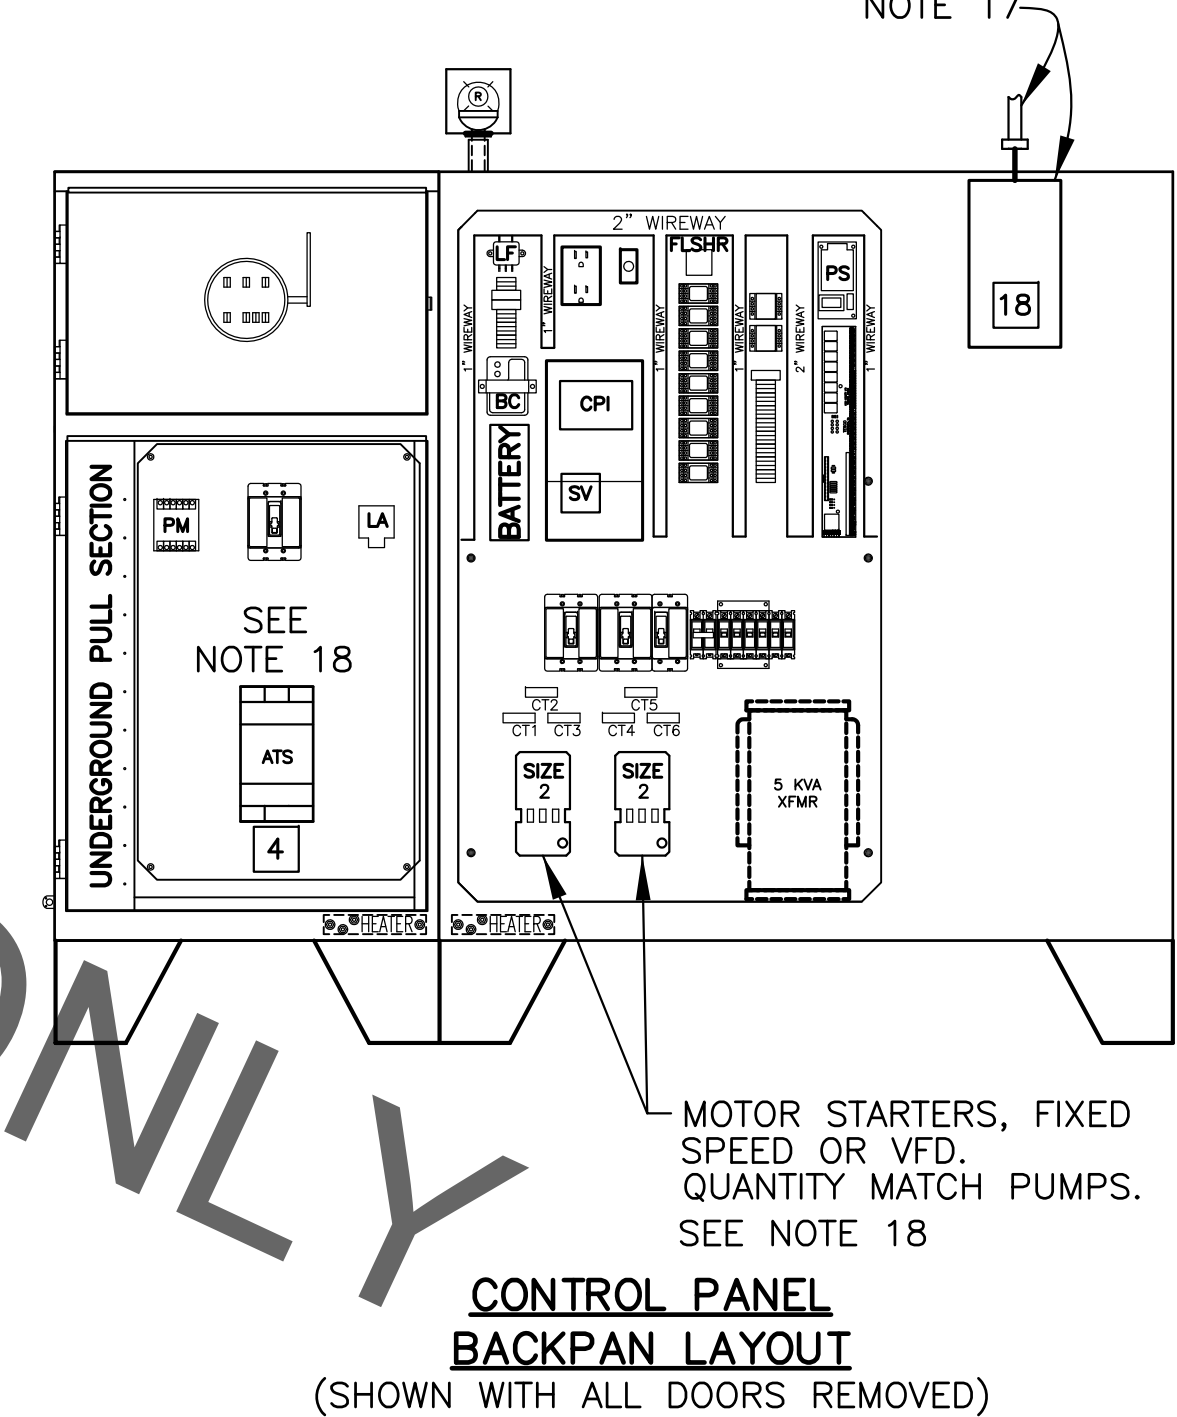 NOTE 17
R
2" WIREWAY
LF
FLSHR
PS
18
1" WIREWAY
1" WIREWAY
1" WIREWAY
1" WIREWAY
2" WIREWAY
1" WIREWAY
BC
CPI
SV
BATTERY
UNDERGROUND PULL SECTION
PM
LA
SEE
NOTE 18
ATS
4
CT2
CT5
CT1
CT3
CT4
CT6
SIZE
2
SIZE
2
5 KVA
XFMR
HEATER
HEATER
ONLY
MOTOR STARTERS, FIXED
SPEED OR VFD.
QUANTITY MATCH PUMPS.
SEE NOTE 18
CONTROL PANEL
BACKPAN LAYOUT
(SHOWN WITH ALL DOORS REMOVED)